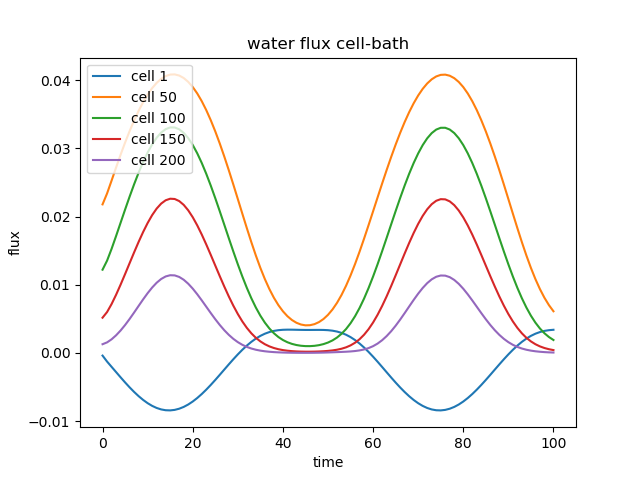 water flux cell-bath
cell 1
cell 50
cell 100
cell 150
cell 200
0.04
0.03
0.02
0.01
0.00
−0.01
flux
0 20 40 60 80 100
time